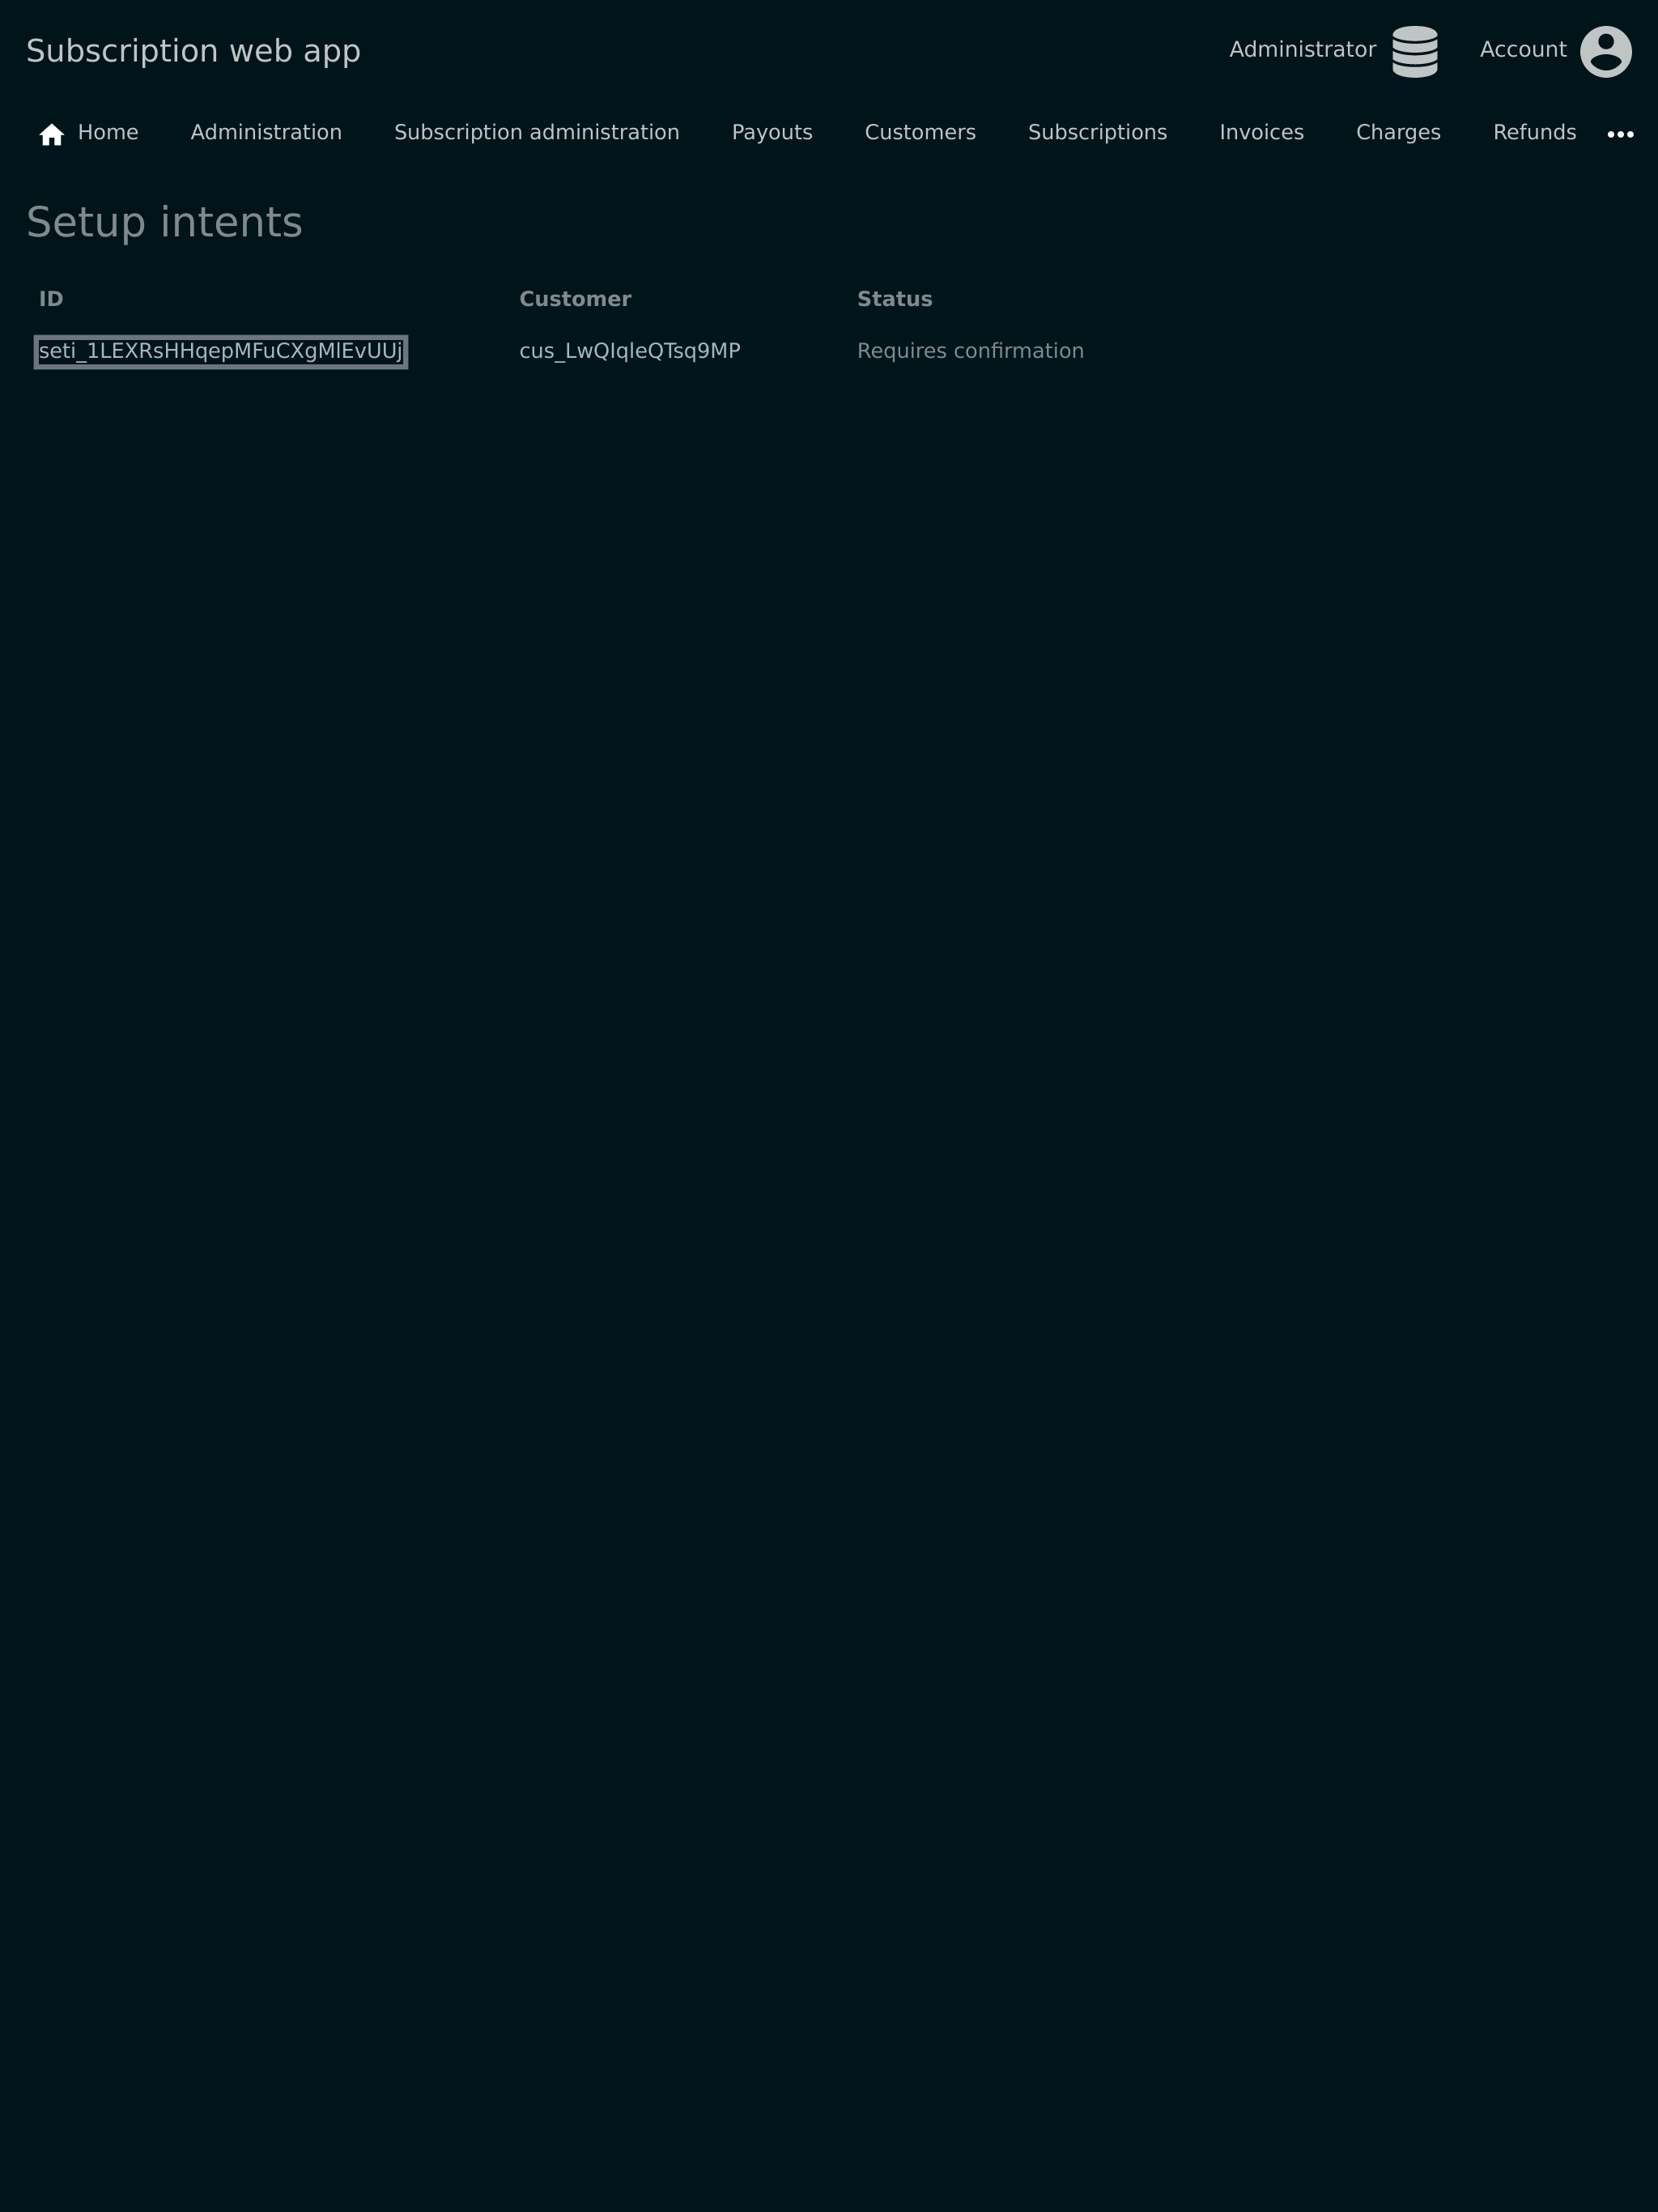 Subscription web app
Administrator
Account
Home Administration Subscription administration Payouts Customers Subscriptions Invoices Charges Refunds
Setup intents
ID Customer Status
seti_1LEXRsHHqepMFuCXgMlEvUUj cus_LwQIqleQTsq9MP Requires confirmation